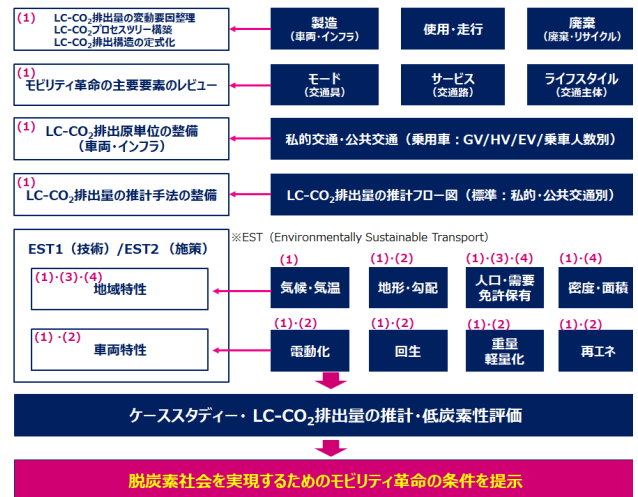 (1)
LC-CO2排出量の変動要因整理
LC-CO2プロセスツリー構築
LC-CO2排出構造の定式化
製造
(車両・インフラ)
使用・走行
廃棄
(廃棄・リサイクル)
(1)
モビリティ革命の主要要素のレビュー
モード
(交通具)
サービス
(交通路)
ライフスタイル
(交通主体)
(1)
LC-CO2排出原単位の整備
(車両・インフラ)
私的交通・公共交通（乗用車：GV/HV/EV/乗車人数別）
(1)
LC-CO2排出量の推計手法の整備
LC-CO2排出量の推計フロー図（標準：私的・公共交通別）
※EST（Environmentally Sustainable Transport）
EST1（技術）/EST2（施策）
(1)・(3)・(4)
地域特性
(1)
気候・気温
(1)・(2)
地形・勾配
(1)・(3)・(4)
人口・需要
免許保有
(1)・(4)
密度・面積
(1)・(2)
車両特性
(1)・(2)
電動化
(1)・(2)
回生
(1)・(2)
重量
軽量化
(1)・(2)
再エネ
ケーススタディー・ LC-CO2排出量の推計・低炭素性評価
脱炭素社会を実現するためのモビリティ革命の条件を提示